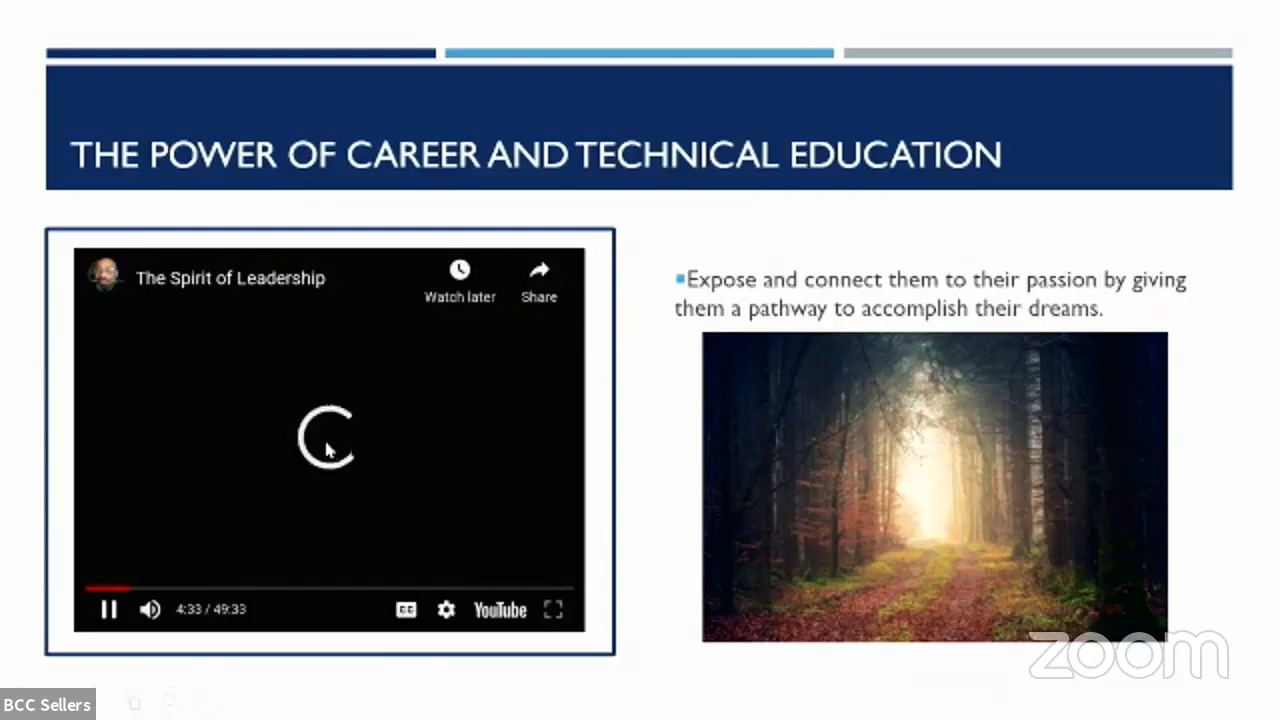 THE POWER OF CAREER AND TECHNICAL EDUCATION
The Spirit of Leadership
Watch later
Share
4:33 / 49:33
CC
YouTube
Expose and connect them to their passion by giving
them a pathway to accomplish their dreams.
zoom
BCC Sellers